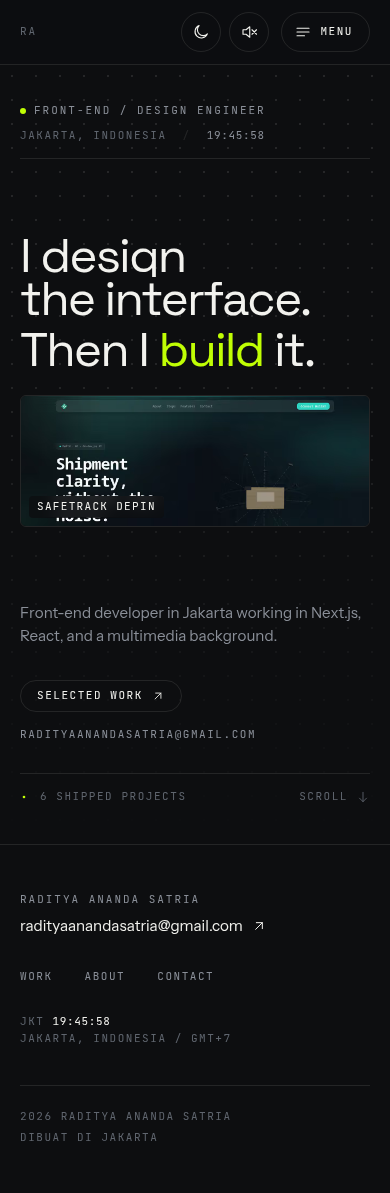 RA
MENU
FRONT-END / DESIGN ENGINEER
JAKARTA, INDONESIA / 19:45:58
I design
the interface.
Then I build it.
Shipment
clarity,
without the
noise.
SAFETRACK DEPIN
Front-end developer in Jakarta working in Next.js,
React, and a multimedia background.
SELECTED WORK
RADITYAANANDASATRIA@GMAIL.COM
6 SHIPPED PROJECTS
SCROLL
RADITYA ANANDA SATRIA
radityaanandasatria@gmail.com
WORK ABOUT CONTACT
JKT 19:45:58
JAKARTA, INDONESIA / GMT+7
2026 RADITYA ANANDA SATRIA
DIBUAT DI JAKARTA